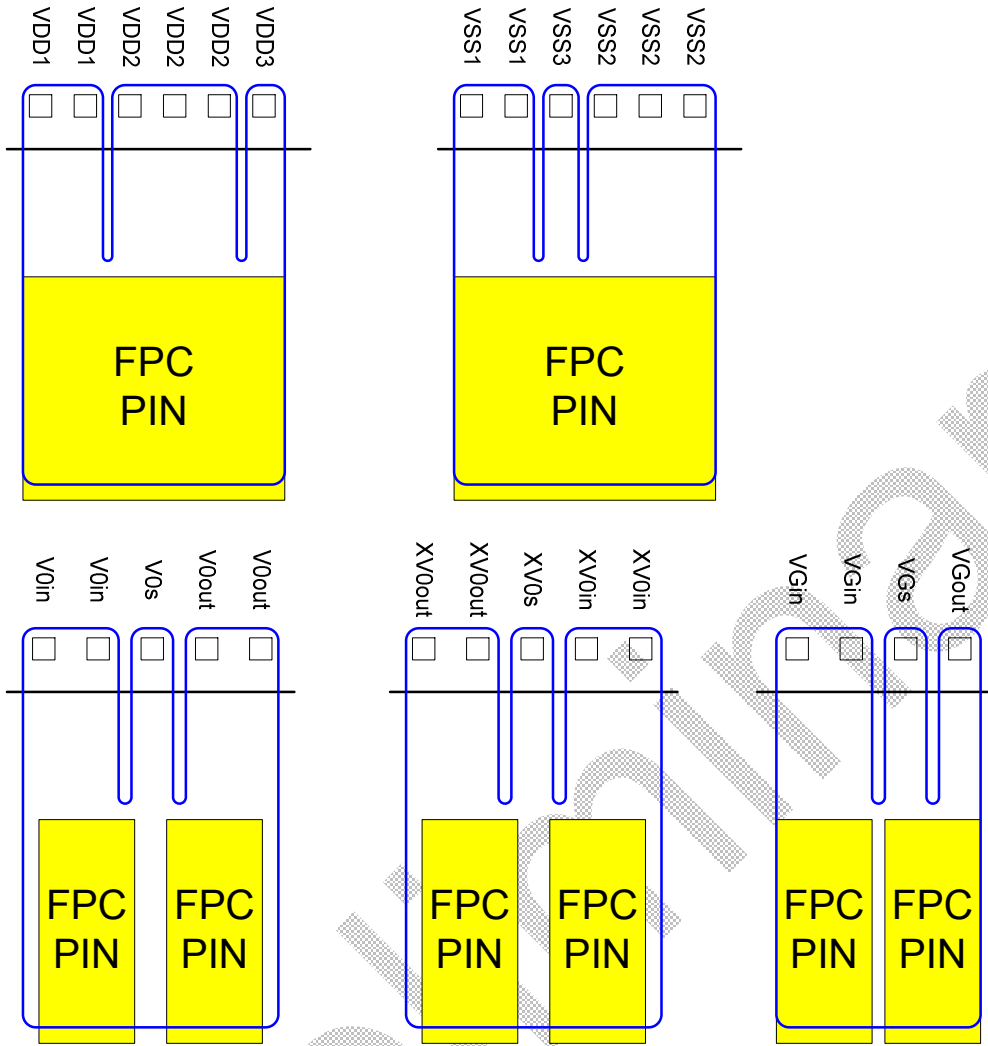 VDD1
VDD1
VDD2
VDD2
VDD2
VDD3
VSS1
VSS1
VSS3
VSS2
VSS2
VSS2
FPC
PIN
FPC
PIN
V0in
V0in
V0s
V0out
V0out
XV0out
XV0out
XV0s
XV0in
XV0in
VGin
VGin
VGs
VGout
FPC
PIN
FPC
PIN
FPC
PIN
FPC
PIN
FPC
PIN
FPC
PIN